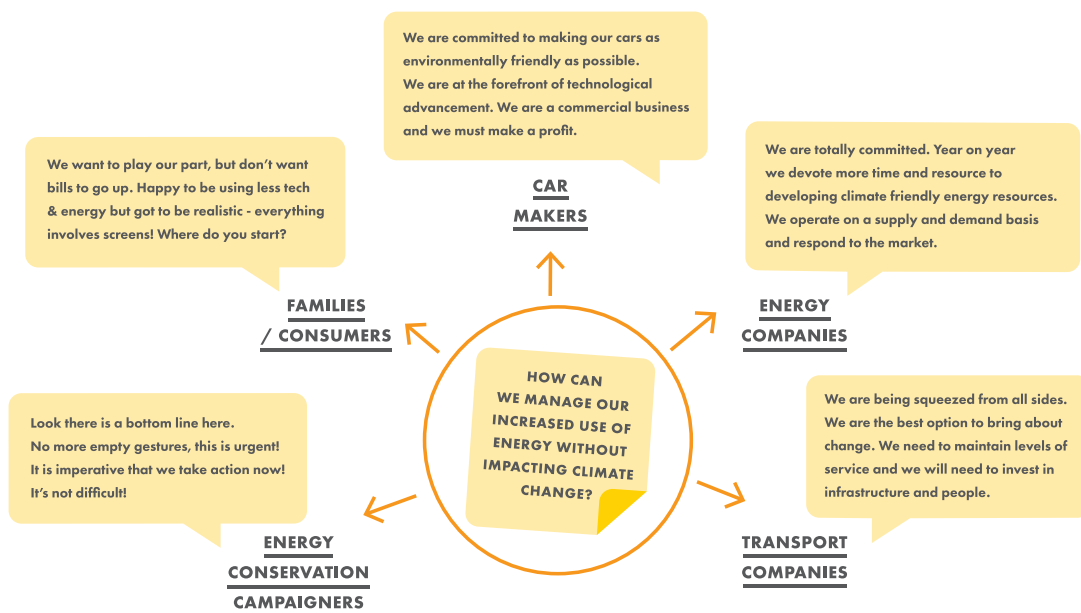 We are committed to making our cars as
environmentally friendly as possible.
We are at the forefront of technological
advancement. We are a commercial business
and we must make a profit.
CAR
MAKERS
We want to play our part, but don't want
bills to go up. Happy to be using less tech
& energy but got to be realistic - everything
involves screens! Where do you start?
FAMILIES
/ CONSUMERS
We are totally committed. Year on year
we devote more time and resource to
developing climate friendly energy resources.
We operate on a supply and demand basis
and respond to the market.
ENERGY
COMPANIES
HOW CAN
WE MANAGE OUR
INCREASED USE OF
ENERGY WITHOUT
IMPACTING CLIMATE
CHANGE?
Look there is a bottom line here.
No more empty gestures, this is urgent!
It is imperative that we take action now!
It's not difficult!
ENERGY
CONSERVATION
CAMPAIGNERS
We are being squeezed from all sides.
We are the best option to bring about
change. We need to maintain levels of
service and we will need to invest in
infrastructure and people.
TRANSPORT
COMPANIES